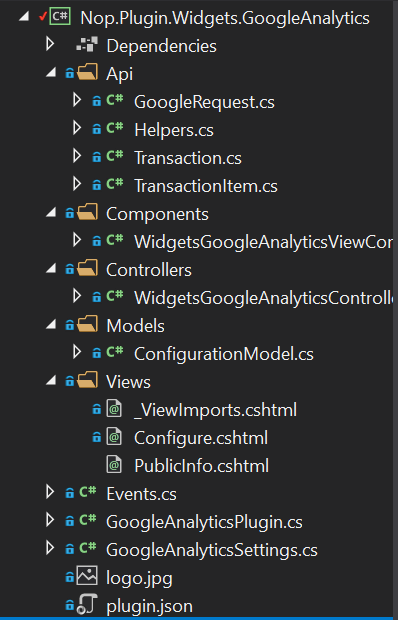 C# Nop.Plugin.Widgets.GoogleAnalytics
Dependencies
Api
C# GoogleRequest.cs
C# Helpers.cs
C# Transaction.cs
C# TransactionItem.cs
Components
C# WidgetsGoogleAnalyticsViewCor
Controllers
C# WidgetsGoogleAnalyticsControlle
Models
C# ConfigurationModel.cs
Views
@ _ViewImports.cshtml
@ Configure.cshtml
@ PublicInfo.cshtml
C# Events.cs
C# GoogleAnalyticsPlugin.cs
C# GoogleAnalyticsSettings.cs
logo.jpg
plugin.json